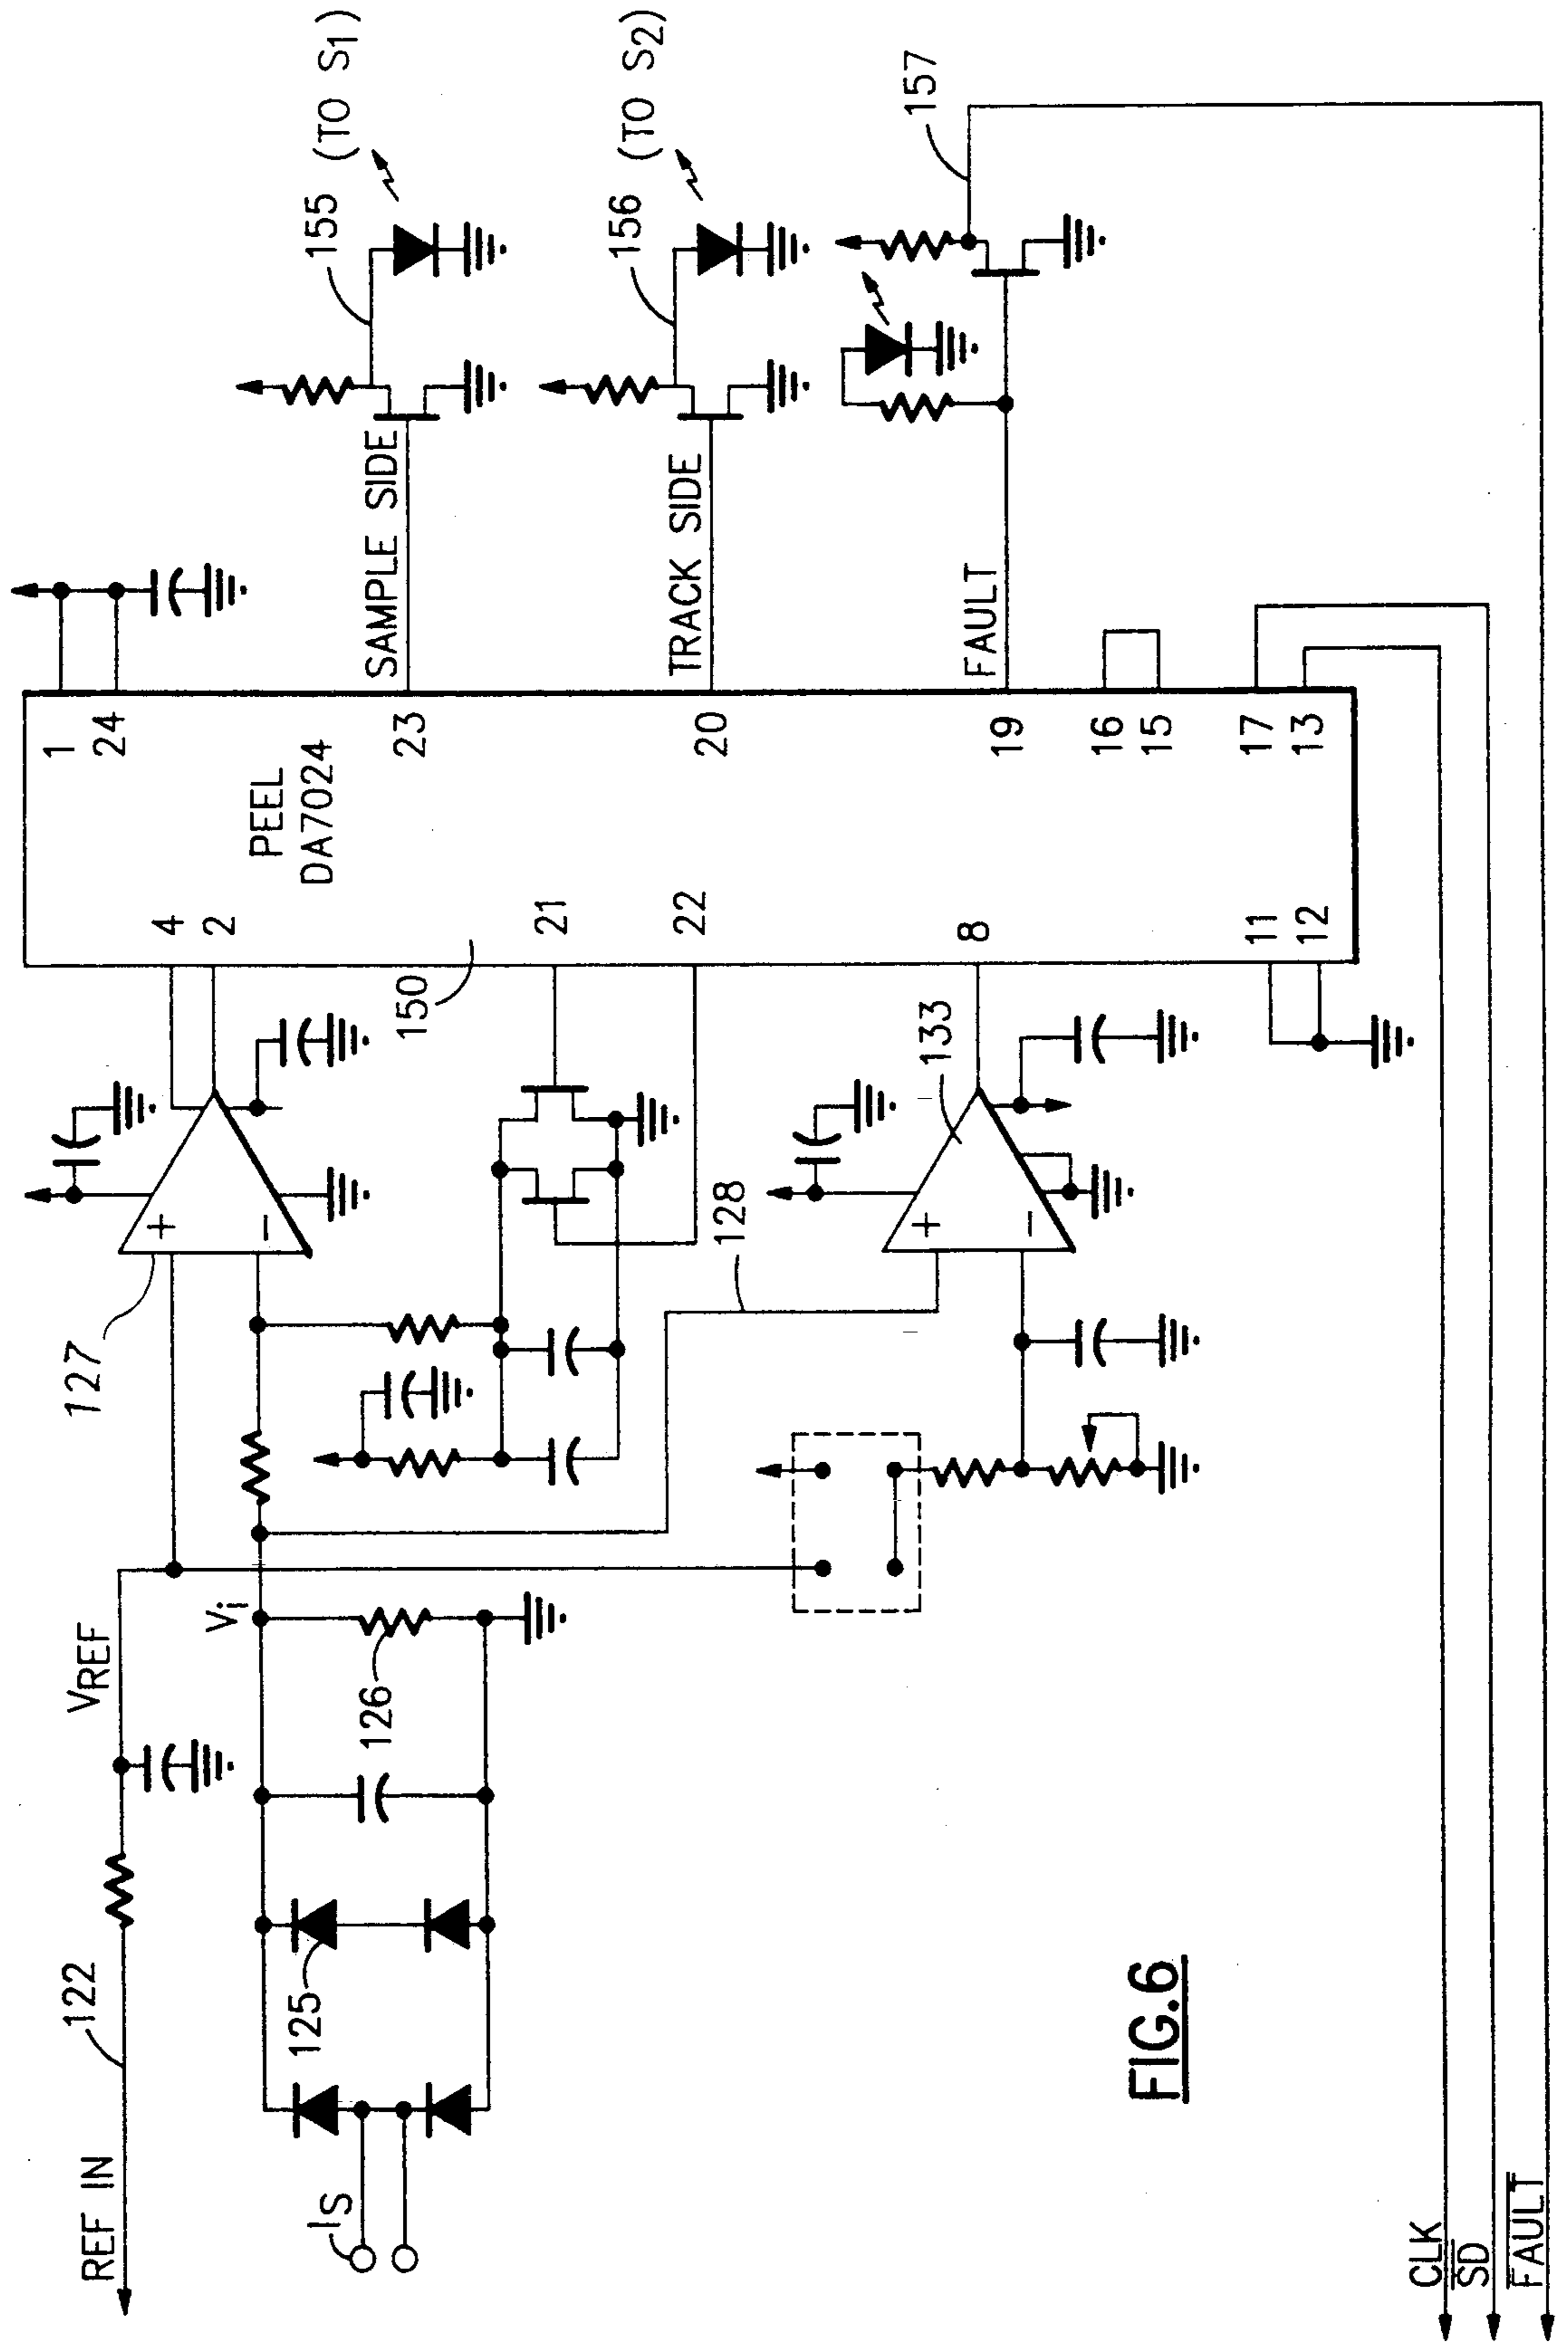 REF IN
122
VREF
Vi
IS
125
126
127
+
−
128
+
−
133
150
PEEL
DA7024
4
2
21
22
8
11
12
1
24
23
20
19
16
15
17
13
SAMPLE SIDE
155
(TO S1)
TRACK SIDE
156
(TO S2)
FAULT
157
CLK
SD
FAULT
FIG.6